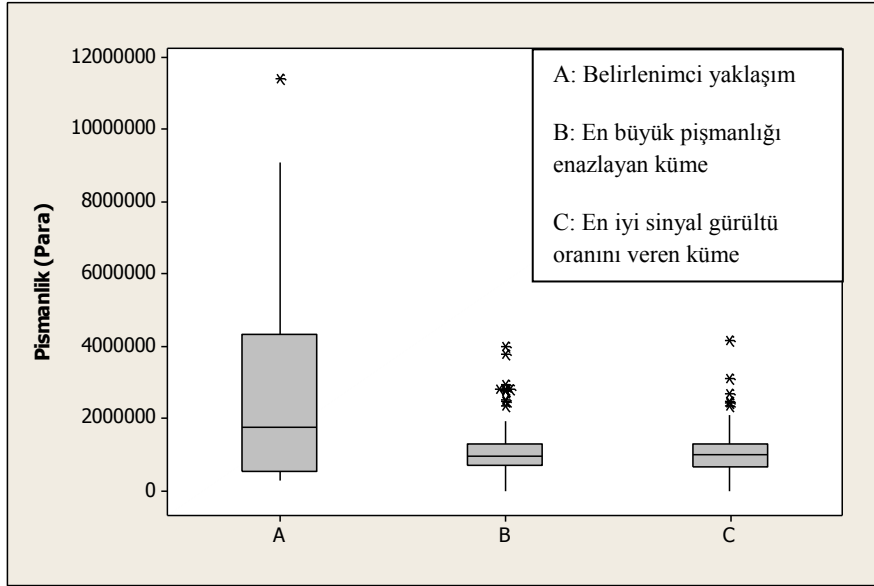 12000000
10000000
8000000
6000000
4000000
2000000
0
Pismanlik (Para)
A: Belirlenimci yaklaşım
B: En büyük pişmanlığı
enazlayan küme
C: En iyi sinyal gürültü
oranını veren küme
A
B
C